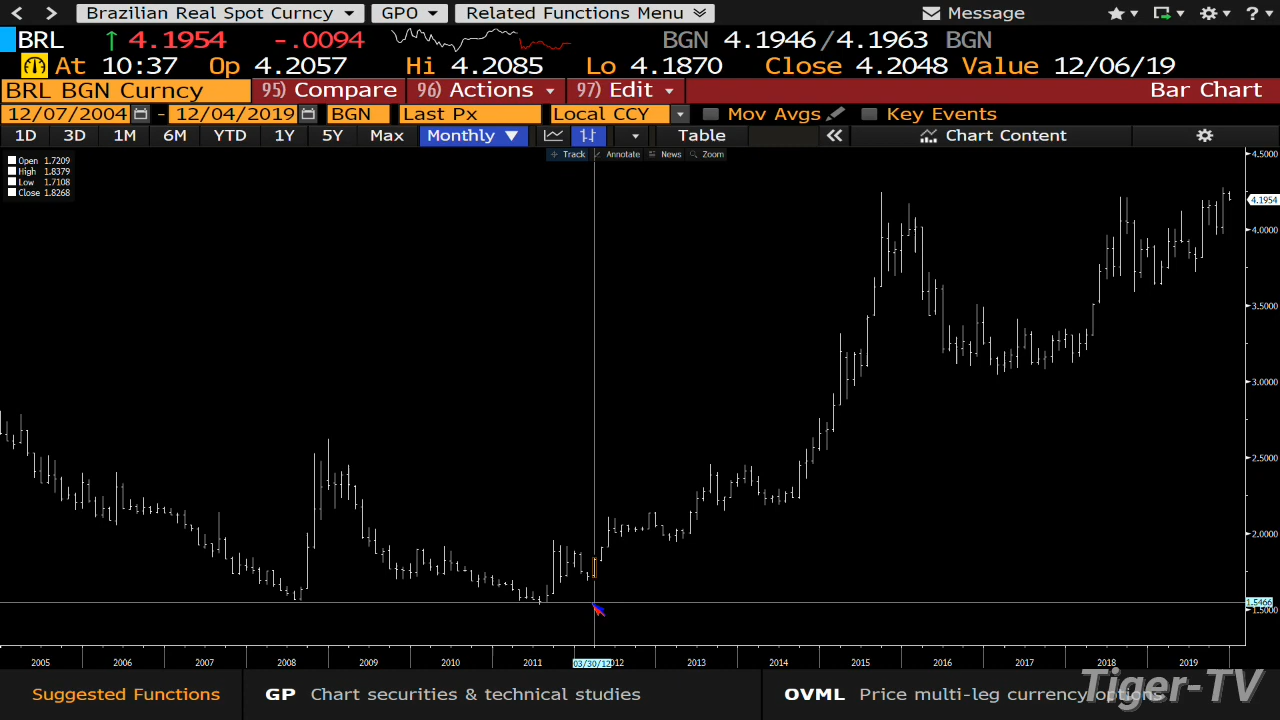 Brazilian Real Spot Curncy GPO Related Functions Menu Message ?
BRL 4.1954 -.0094 BGN 4.1946/4.1963 BGN
At 10:37 Op 4.2057 Hi 4.2085 Lo 4.1870 Close 4.2048 Value 12/06/19
BRL BGN Curncy 95) Compare 96) Actions 97) Edit Bar Chart
12/07/2004 - 12/04/2019 BGN Last Px Local CCY Mov Avgs Key Events
1D 3D 1M 6M YTD 1Y 5Y Max Monthly Table Chart Content
Track Annotate News Zoom
Open 1.7209
High 1.8379
Low 1.7108
Close 1.8268
4.5000
4.1954
4.0000
3.5000
3.0000
2.5000
2.0000
1.5466
1.5000
2005 2006 2007 2008 2009 2010 2011 03/30/12 2012 2013 2014 2015 2016 2017 2018 2019
Suggested Functions GP Chart securities & technical studies OVML Price multi-leg currency options
Tiger-TV